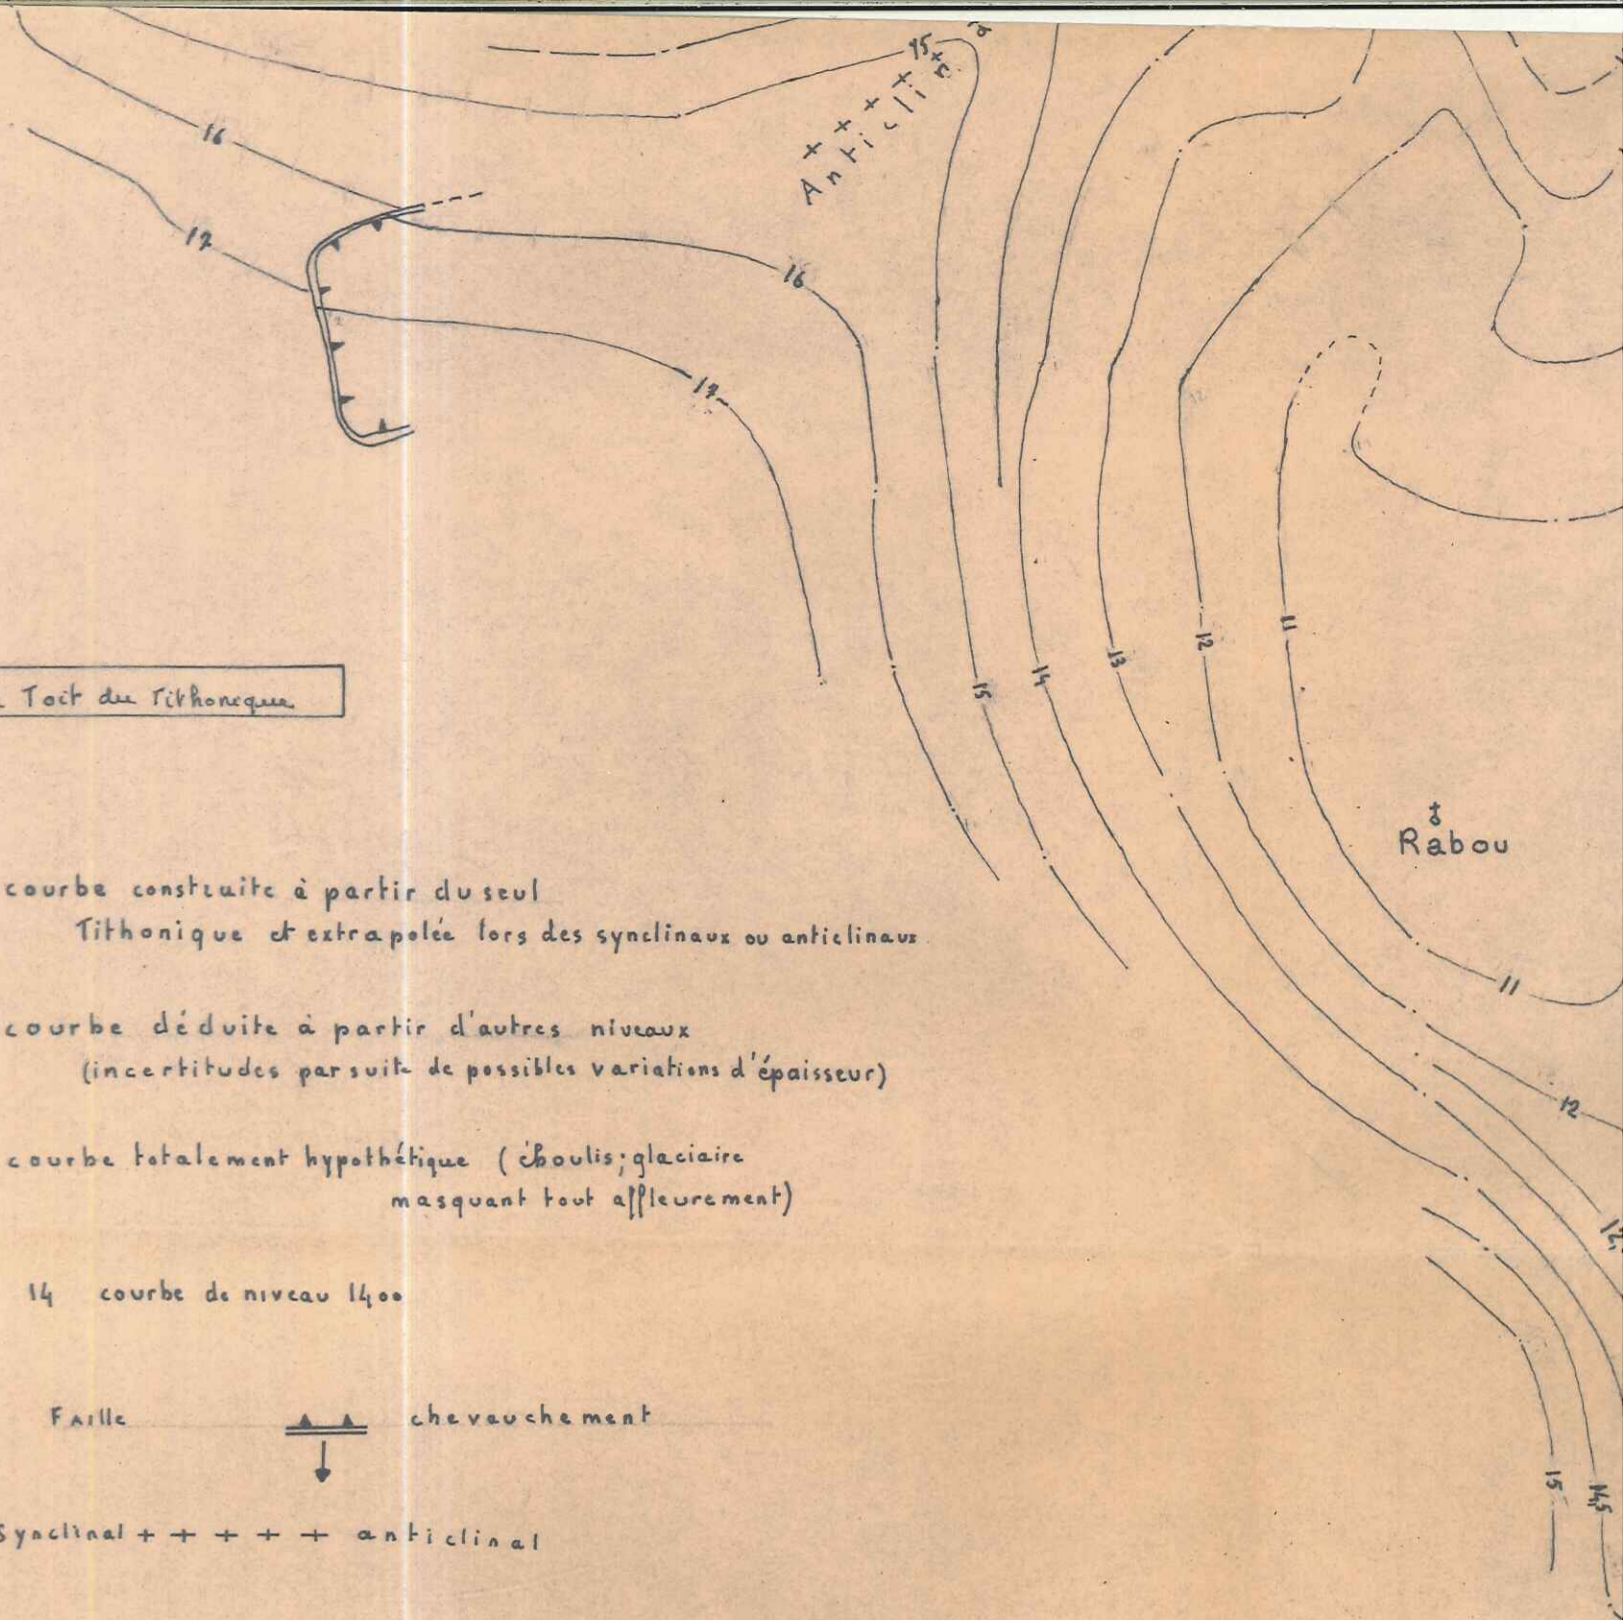 15
Anticlin
16
17
16
17
12
11
12
13
14
15
Toit du Tithonique
Rabou
courbe construite à partir du seul
Tithonique et extrapolée lors des synclinaux ou anticlinaux
11
courbe déduite à partir d'autres niveaux
(incertitudes par suite de possibles variations d'épaisseur)
12
courbe totalement hypothétique (éboulis; glaciaire
masquant tout affleurement)
14 courbe de niveau 1400
Faille chevauchement
15
14,5
Synclinal + + + + + anticlinal